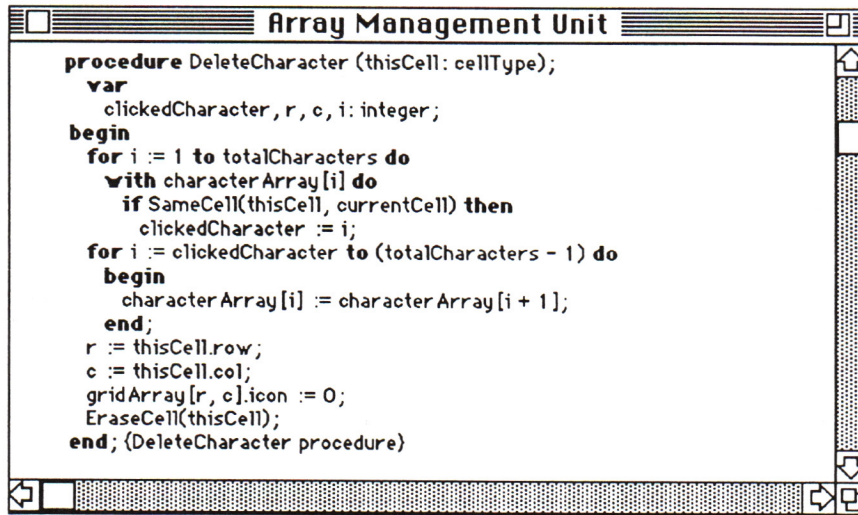 Array Management Unit
procedure DeleteCharacter (thisCell: cellType);
var
clickedCharacter, r, c, i: integer;
begin
for i := 1 to totalCharacters do
with characterArray[i] do
if SameCell(thisCell, currentCell) then
clickedCharacter := i;
for i := clickedCharacter to (totalCharacters - 1) do
begin
characterArray[i] := characterArray[i + 1];
end;
r := thisCell.row;
c := thisCell.col;
gridArray[r, c].icon := 0;
EraseCell(thisCell);
end; {DeleteCharacter procedure}